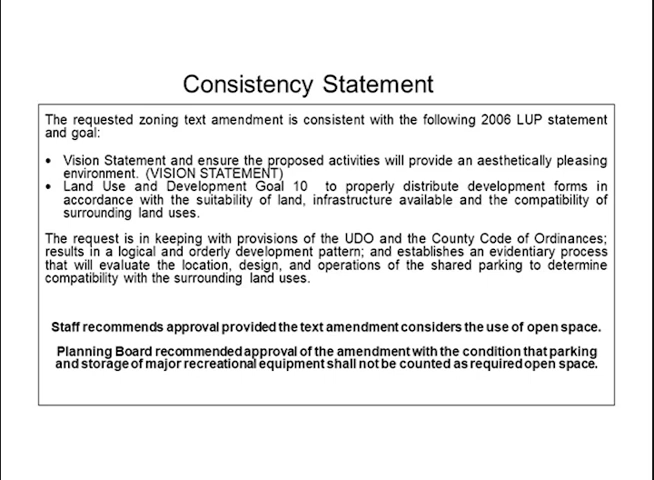 Consistency Statement
The requested zoning text amendment is consistent with the following 2006 LUP statement
and goal:
• Vision Statement and ensure the proposed activities will provide an aesthetically pleasing
environment. (VISION STATEMENT)
• Land Use and Development Goal 10 to properly distribute development forms in
accordance with the suitability of land, infrastructure available and the compatibility of
surrounding land uses.
The request is in keeping with provisions of the UDO and the County Code of Ordinances;
results in a logical and orderly development pattern; and establishes an evidentiary process
that will evaluate the location, design, and operations of the shared parking to determine
compatibility with the surrounding land uses.
Staff recommends approval provided the text amendment considers the use of open space.
Planning Board recommended approval of the amendment with the condition that parking
and storage of major recreational equipment shall not be counted as required open space.